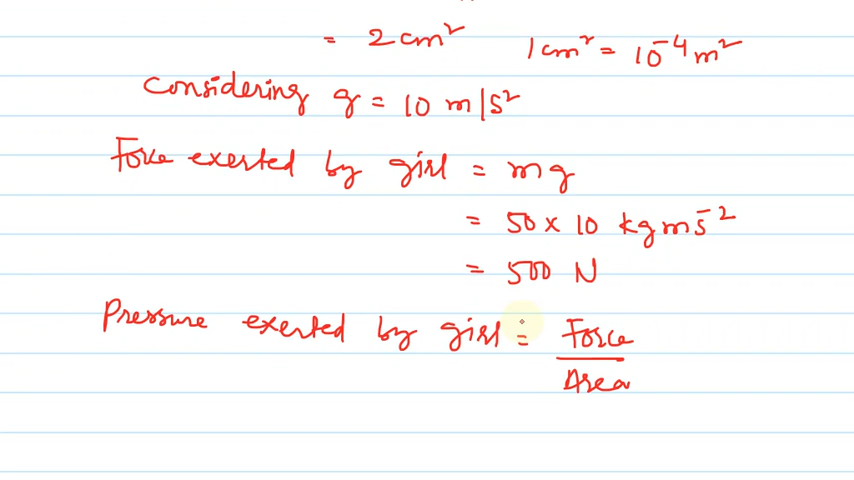 = 2 cm² 1 cm² = 10⁻⁴ m²
Considering g = 10 m/s²
Force exerted by girl = mg
= 50 x 10 kg m s⁻²
= 500 N
Pressure exerted by girl = Force
Area